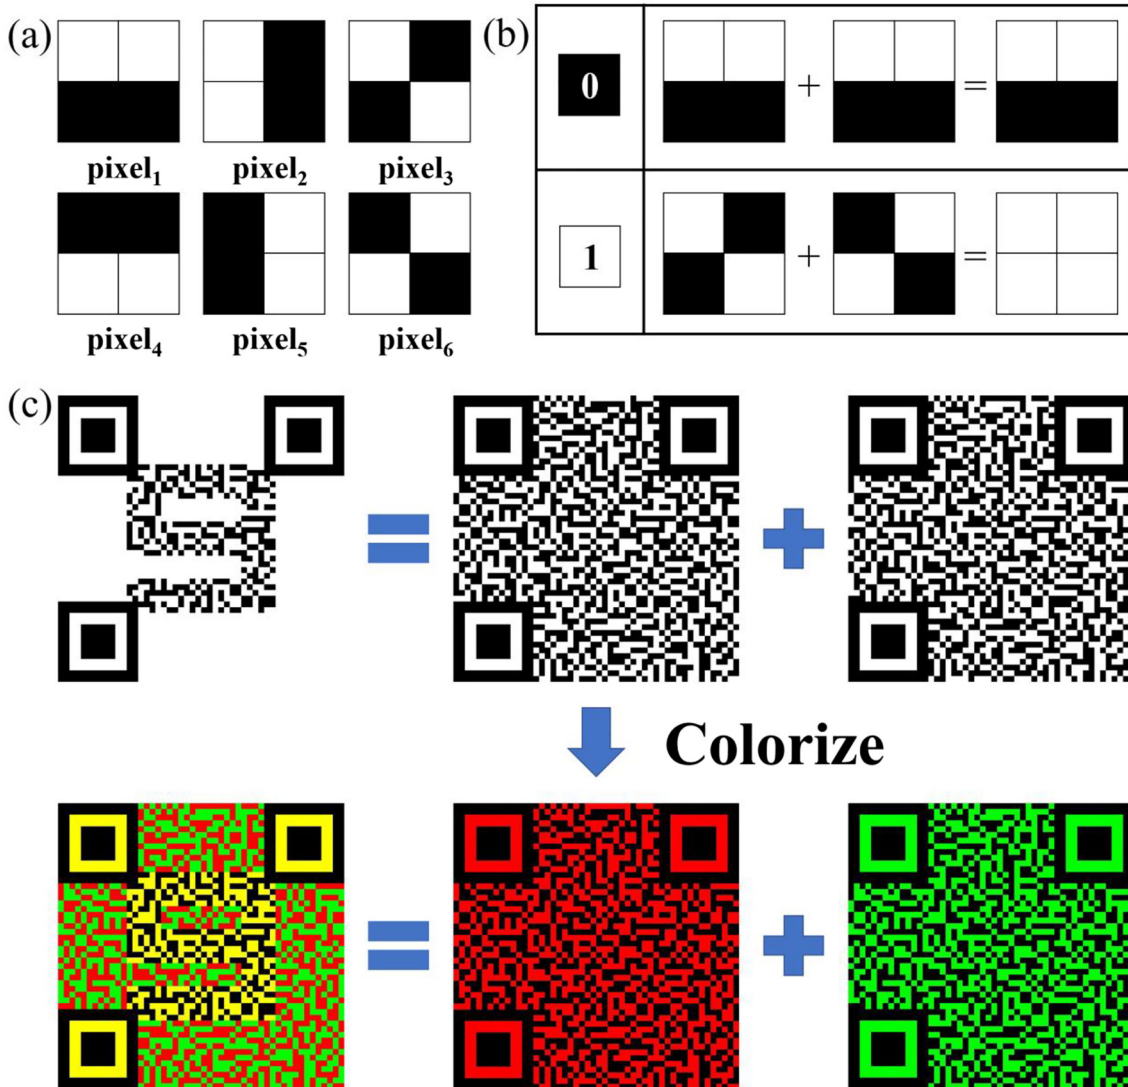 (a)
pixel₁ pixel₂ pixel₃
pixel₄ pixel₅ pixel₆
(b)
0 + =
1 + =
(c)
Colorize